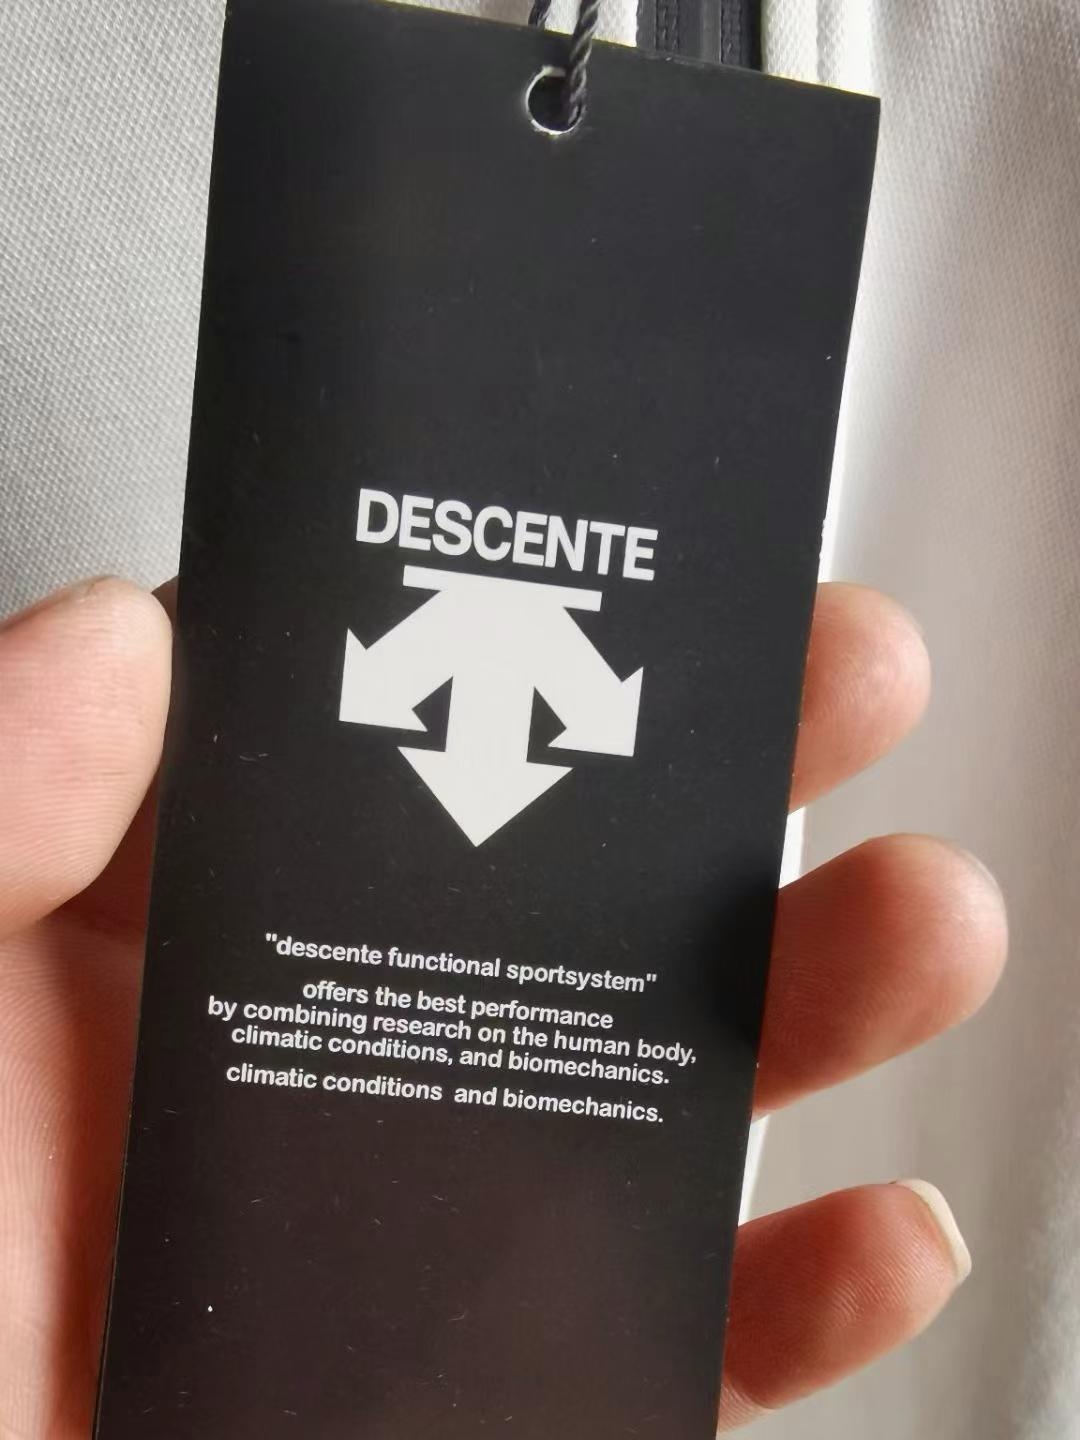 DESCENTE
"descente functional sportsystem"
offers the best performance
by combining research on the human body,
climatic conditions, and biomechanics.
climatic conditions  and biomechanics.